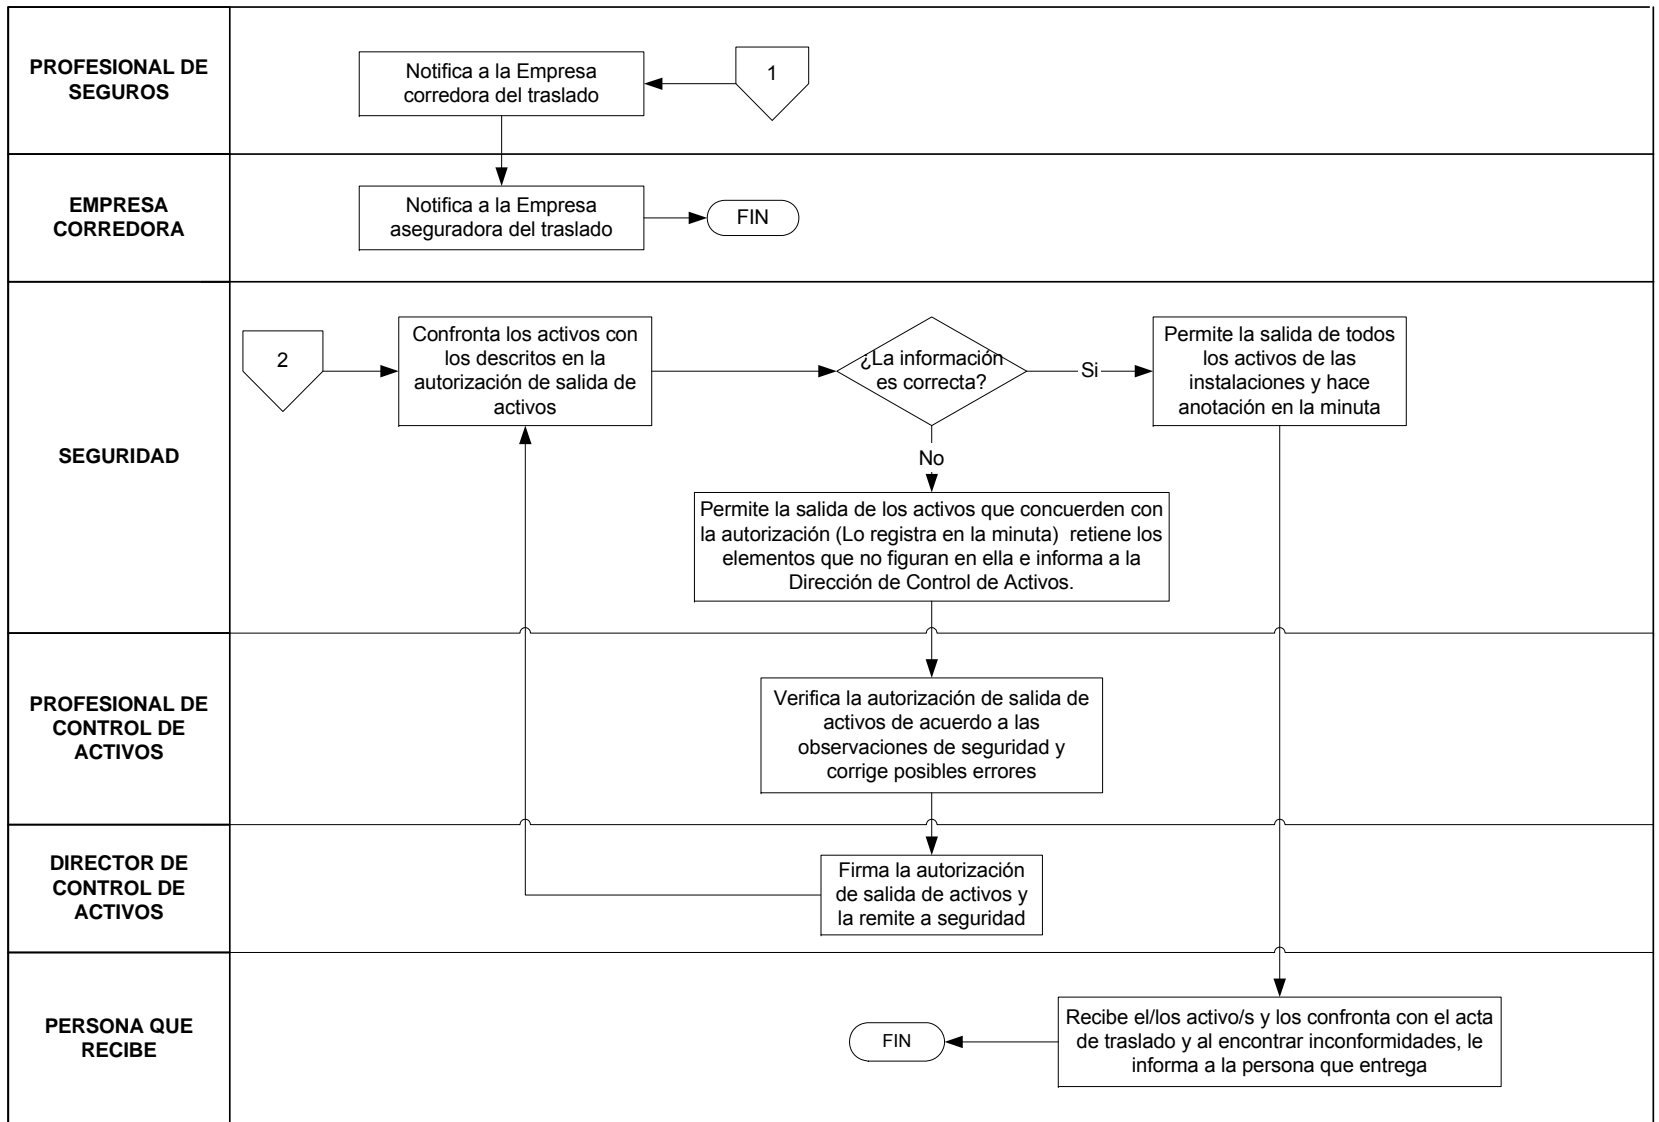 PROFESIONAL DE
SEGUROS
Notifica a la Empresa
corredora del traslado
1
EMPRESA
CORREDORA
Notifica a la Empresa
aseguradora del traslado
FIN
SEGURIDAD
2
Confronta los activos con
los descritos en la
autorización de salida de
activos
¿La información
es correcta?
Si
Permite la salida de todos
los activos de las
instalaciones y hace
anotación en la minuta
No
Permite la salida de los activos que concuerden con
la autorización (Lo registra en la minuta)  retiene los
elementos que no figuran en ella e informa a la
Dirección de Control de Activos.
PROFESIONAL DE
CONTROL DE
ACTIVOS
Verifica la autorización de salida de
activos de acuerdo a las
observaciones de seguridad y
corrige posibles errores
DIRECTOR DE
CONTROL DE
ACTIVOS
Firma la autorización
de salida de activos y
la remite a seguridad
PERSONA QUE
RECIBE
FIN
Recibe el/los activo/s y los confronta con el acta
de traslado y al encontrar inconformidades, le
informa a la persona que entrega